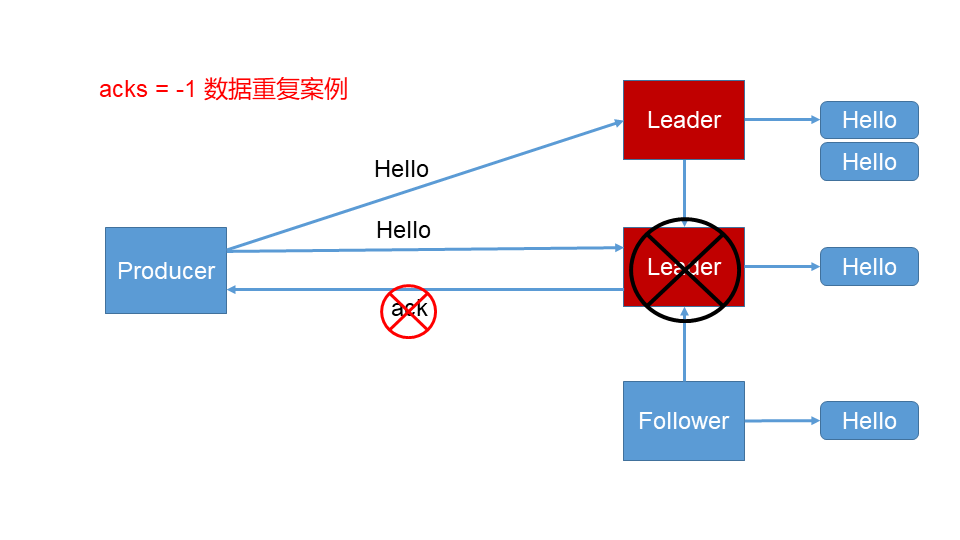 acks = -1 数据重复案例
Leader
Hello
Hello
Hello
Hello
Producer
Leader
Hello
ack
Follower
Hello